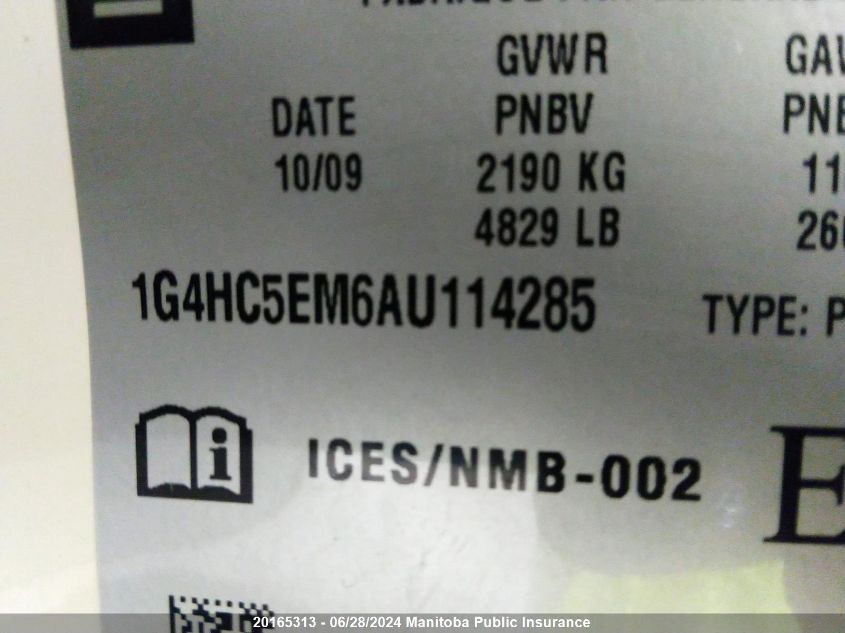 GVWR
DATE PNBV
10/09 2190 KG
4829 LB
1G4HC5EM6AU114285 TYPE:
i
ICES/NMB-002
20165313 - 06/28/2024 Manitoba Public Insurance